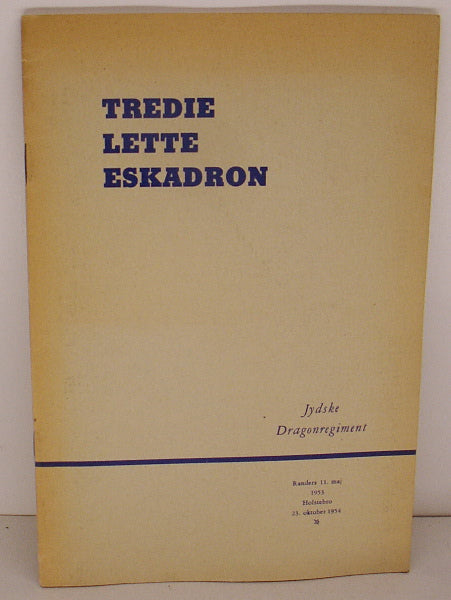 TREDIE
LETTE
ESKADRON
Jydske
Dragonregiment
Randers 11. maj
1953
Holstebro
23. oktober 1954